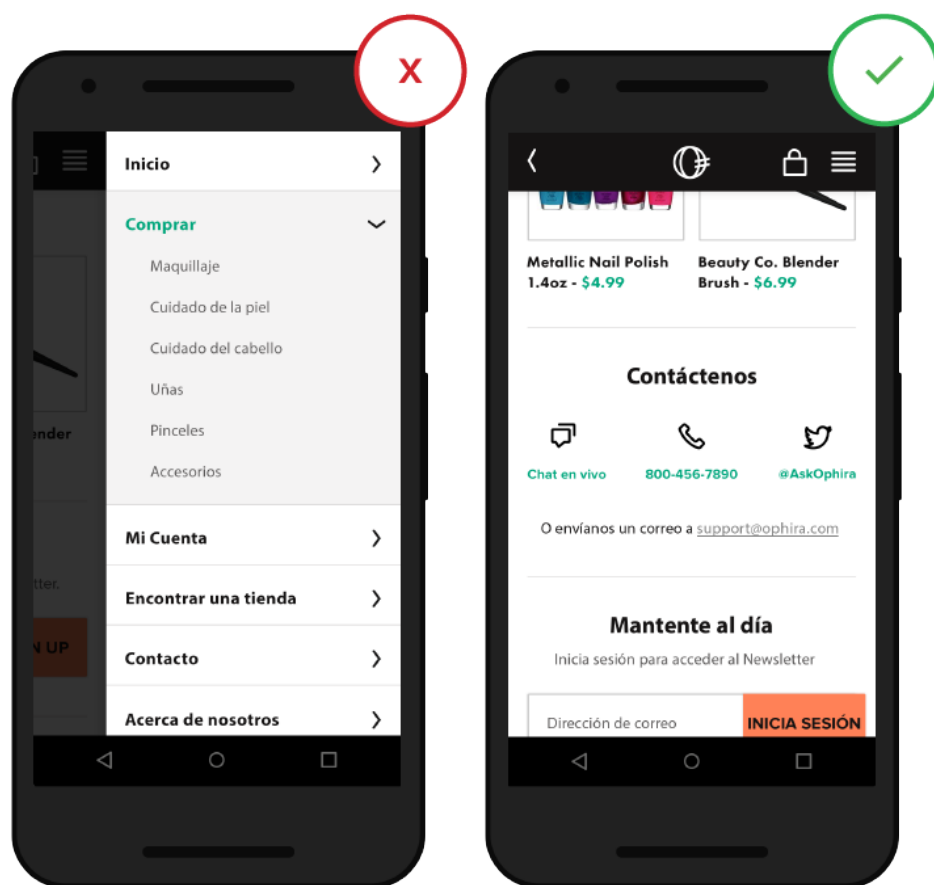 X
Inicio
Comprar
Maquillaje
Cuidado de la piel
Cuidado del cabello
Uñas
Pinceles
Accesorios
Mi Cuenta
Encontrar una tienda
Contacto
Acerca de nosotros
ender
tter.
N UP
Metallic Nail Polish
1.4oz - $4.99
Beauty Co. Blender
Brush - $6.99
Contáctenos
Chat en vivo
800-456-7890
@AskOphira
O envíanos un correo a support@ophira.com
Mantente al día
Inicia sesión para acceder al Newsletter
Dirección de correo
INICIA SESIÓN